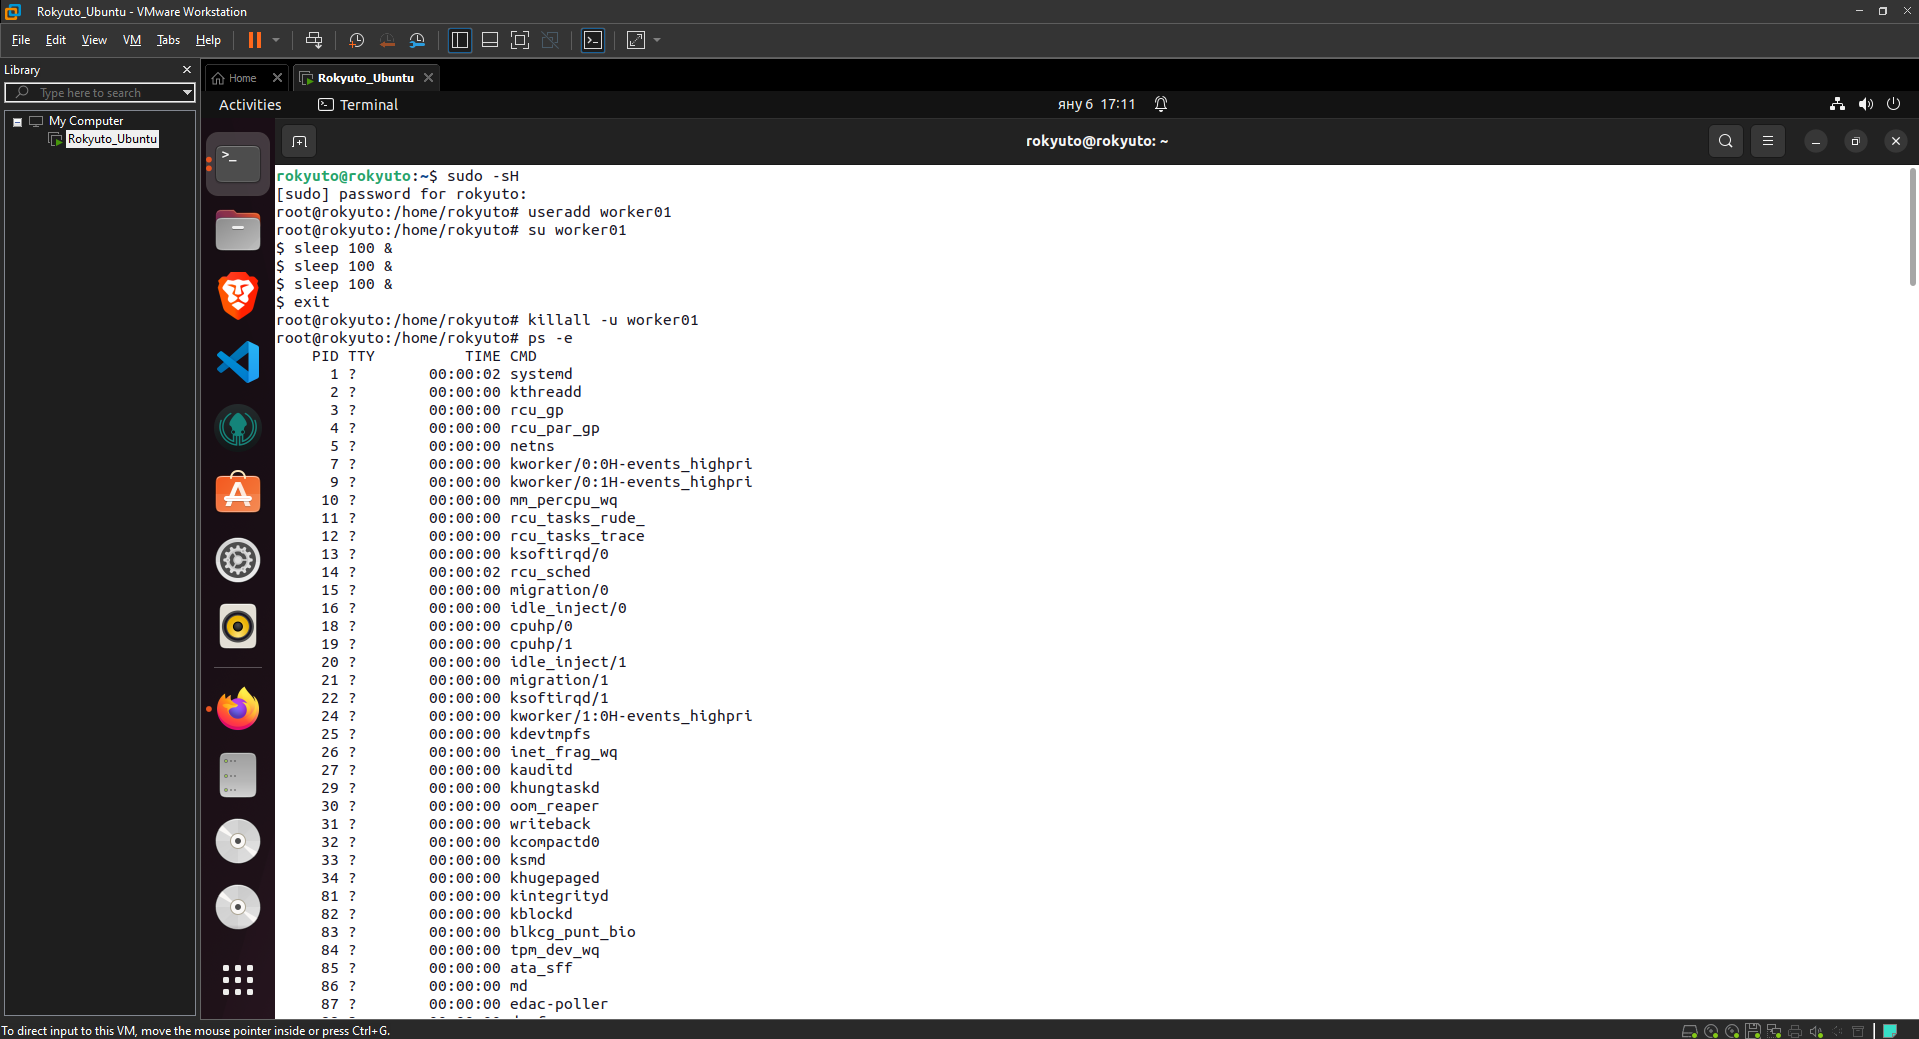 Rokyuto_Ubuntu - VMware Workstation
File Edit View VM Tabs Help
Library
Type here to search
My Computer
Rokyuto_Ubuntu
Home
Rokyuto_Ubuntu
Activities
Terminal
яну 6 17:11
rokyuto@rokyuto: ~
rokyuto@rokyuto:~$ sudo -sH
[sudo] password for rokyuto:
root@rokyuto:/home/rokyuto# useradd worker01
root@rokyuto:/home/rokyuto# su worker01
$ sleep 100 &
$ sleep 100 &
$ sleep 100 &
$ exit
root@rokyuto:/home/rokyuto# killall -u worker01
root@rokyuto:/home/rokyuto# ps -e
PID TTY TIME CMD
1 ? 00:00:02 systemd
2 ? 00:00:00 kthreadd
3 ? 00:00:00 rcu_gp
4 ? 00:00:00 rcu_par_gp
5 ? 00:00:00 netns
7 ? 00:00:00 kworker/0:0H-events_highpri
9 ? 00:00:00 kworker/0:1H-events_highpri
10 ? 00:00:00 mm_percpu_wq
11 ? 00:00:00 rcu_tasks_rude_
12 ? 00:00:00 rcu_tasks_trace
13 ? 00:00:00 ksoftirqd/0
14 ? 00:00:02 rcu_sched
15 ? 00:00:00 migration/0
16 ? 00:00:00 idle_inject/0
18 ? 00:00:00 cpuhp/0
19 ? 00:00:00 cpuhp/1
20 ? 00:00:00 idle_inject/1
21 ? 00:00:00 migration/1
22 ? 00:00:00 ksoftirqd/1
24 ? 00:00:00 kworker/1:0H-events_highpri
25 ? 00:00:00 kdevtmpfs
26 ? 00:00:00 inet_frag_wq
27 ? 00:00:00 kauditd
29 ? 00:00:00 khungtaskd
30 ? 00:00:00 oom_reaper
31 ? 00:00:00 writeback
32 ? 00:00:00 kcompactd0
33 ? 00:00:00 ksmd
34 ? 00:00:00 khugepaged
81 ? 00:00:00 kintegrityd
82 ? 00:00:00 kblockd
83 ? 00:00:00 blkcg_punt_bio
84 ? 00:00:00 tpm_dev_wq
85 ? 00:00:00 ata_sff
86 ? 00:00:00 md
87 ? 00:00:00 edac-poller
To direct input to this VM, move the mouse pointer inside or press Ctrl+G.